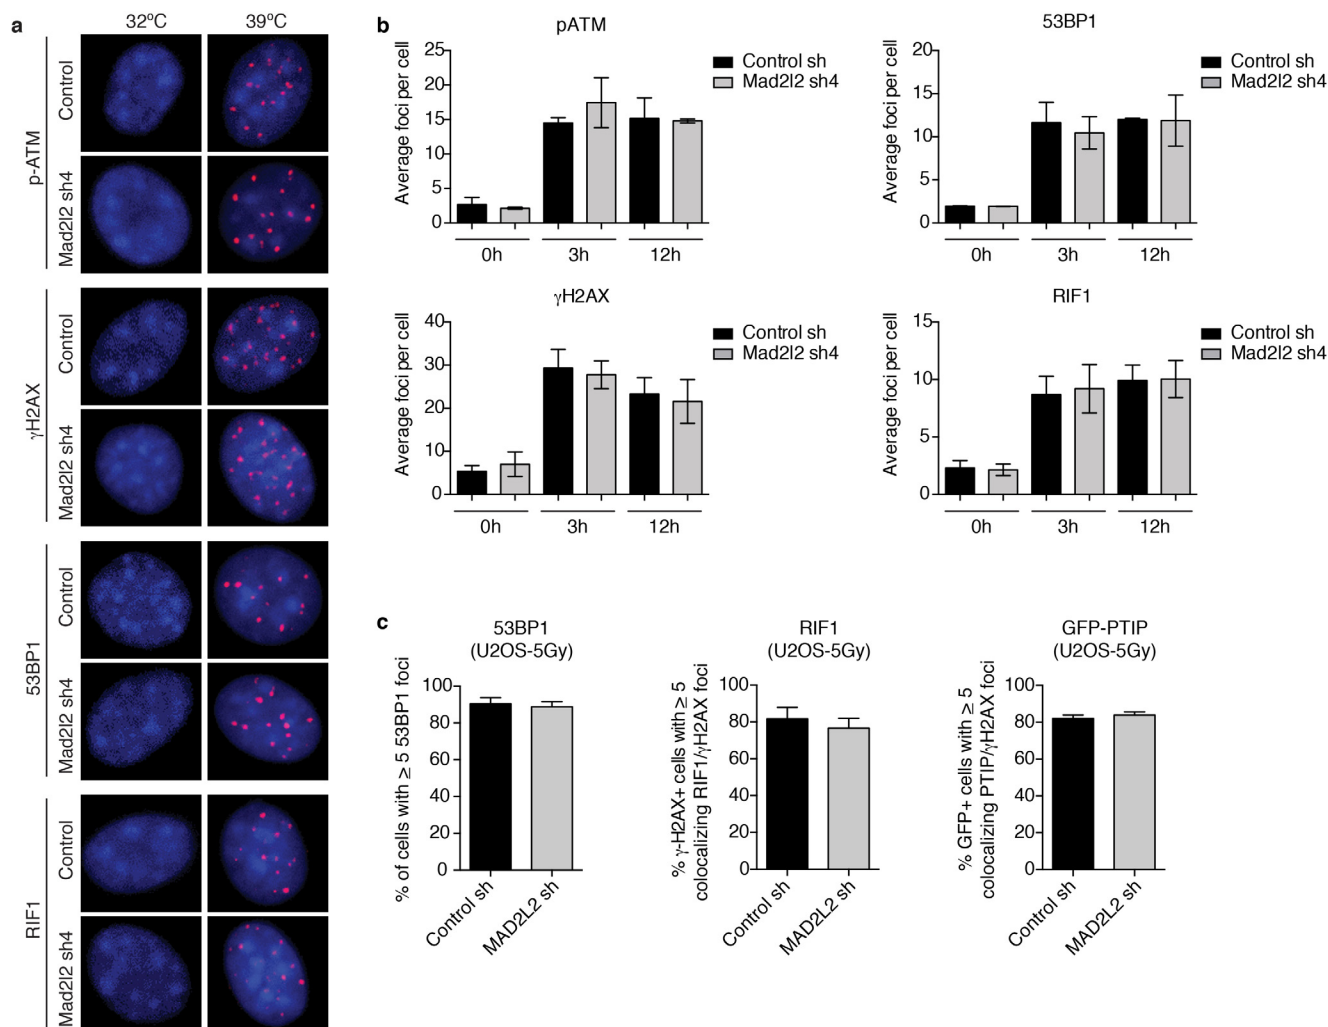 a
32ºC 39ºC
p-ATM
Control
Mad2l2 sh4
γH2AX
Control
Mad2l2 sh4
53BP1
Control
Mad2l2 sh4
RIF1
Control
Mad2l2 sh4
b
pATM
Average foci per cell
25
20
15
10
5
0
0h 3h 12h
Control sh
Mad2l2 sh4
53BP1
Average foci per cell
20
15
10
5
0
0h 3h 12h
Control sh
Mad2l2 sh4
γH2AX
Average foci per cell
40
30
20
10
0
0h 3h 12h
Control sh
Mad2l2 sh4
RIF1
Average foci per cell
15
10
5
0
0h 3h 12h
Control sh
Mad2l2 sh4
c
53BP1
(U2OS-5Gy)
% of cells with ≥ 5 53BP1 foci
100
80
60
40
20
0
Control sh
MAD2L2 sh
RIF1
(U2OS-5Gy)
% γ-H2AX+ cells with ≥ 5
colocalizing RIF1/γH2AX foci
100
80
60
40
20
0
Control sh
MAD2L2 sh
GFP-PTIP
(U2OS-5Gy)
% GFP+ cells with ≥ 5
colocalizing PTIP/γH2AX foci
100
80
60
40
20
0
Control sh
MAD2L2 sh